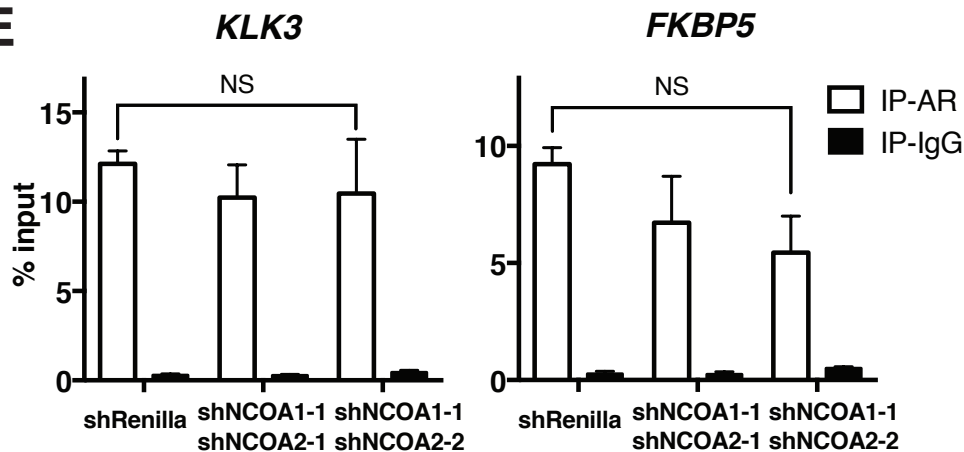 E
KLK3
FKBP5
NS
NS
IP-AR
IP-IgG
% input
15
10
5
0
10
5
0
shRenilla
shNCOA1-1 shNCOA1-1
shNCOA2-1 shNCOA2-2
shRenilla
shNCOA1-1 shNCOA1-1
shNCOA2-1 shNCOA2-2